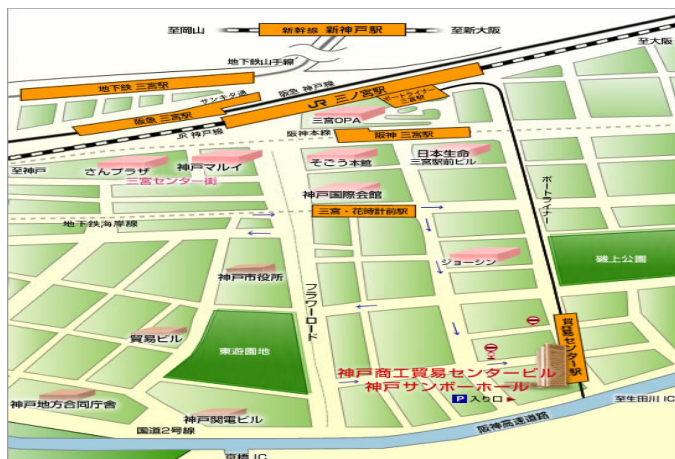 至岡山
新幹線 新神戸駅
至新大阪
地下鉄山手線
至大阪
地下鉄 三宮駅
サンキタ通
阪急 神戸線
JR 三ノ宮駅
ポートライナー
三宮駅
阪急 三宮駅
三宮OPA
JR 神戸線
阪神本線
阪神 三宮駅
至神戸
さんプラザ
神戸マルイ
そごう本館
日本生命
三宮駅前ビル
三宮センター街
神戸国際会館
ポートライナー
三宮・花時計前駅
地下鉄海岸線
神戸市役所
フラワーロード
ジョーシン
磯上公園
貿易ビル
東遊園地
貿易センター駅
神戸商工貿易センタービル
神戸サンボーホール
P 入り口
神戸地方合同庁舎
神戸関電ビル
至生田川 IC
国道2号線
阪神高速道路
京橋 IC